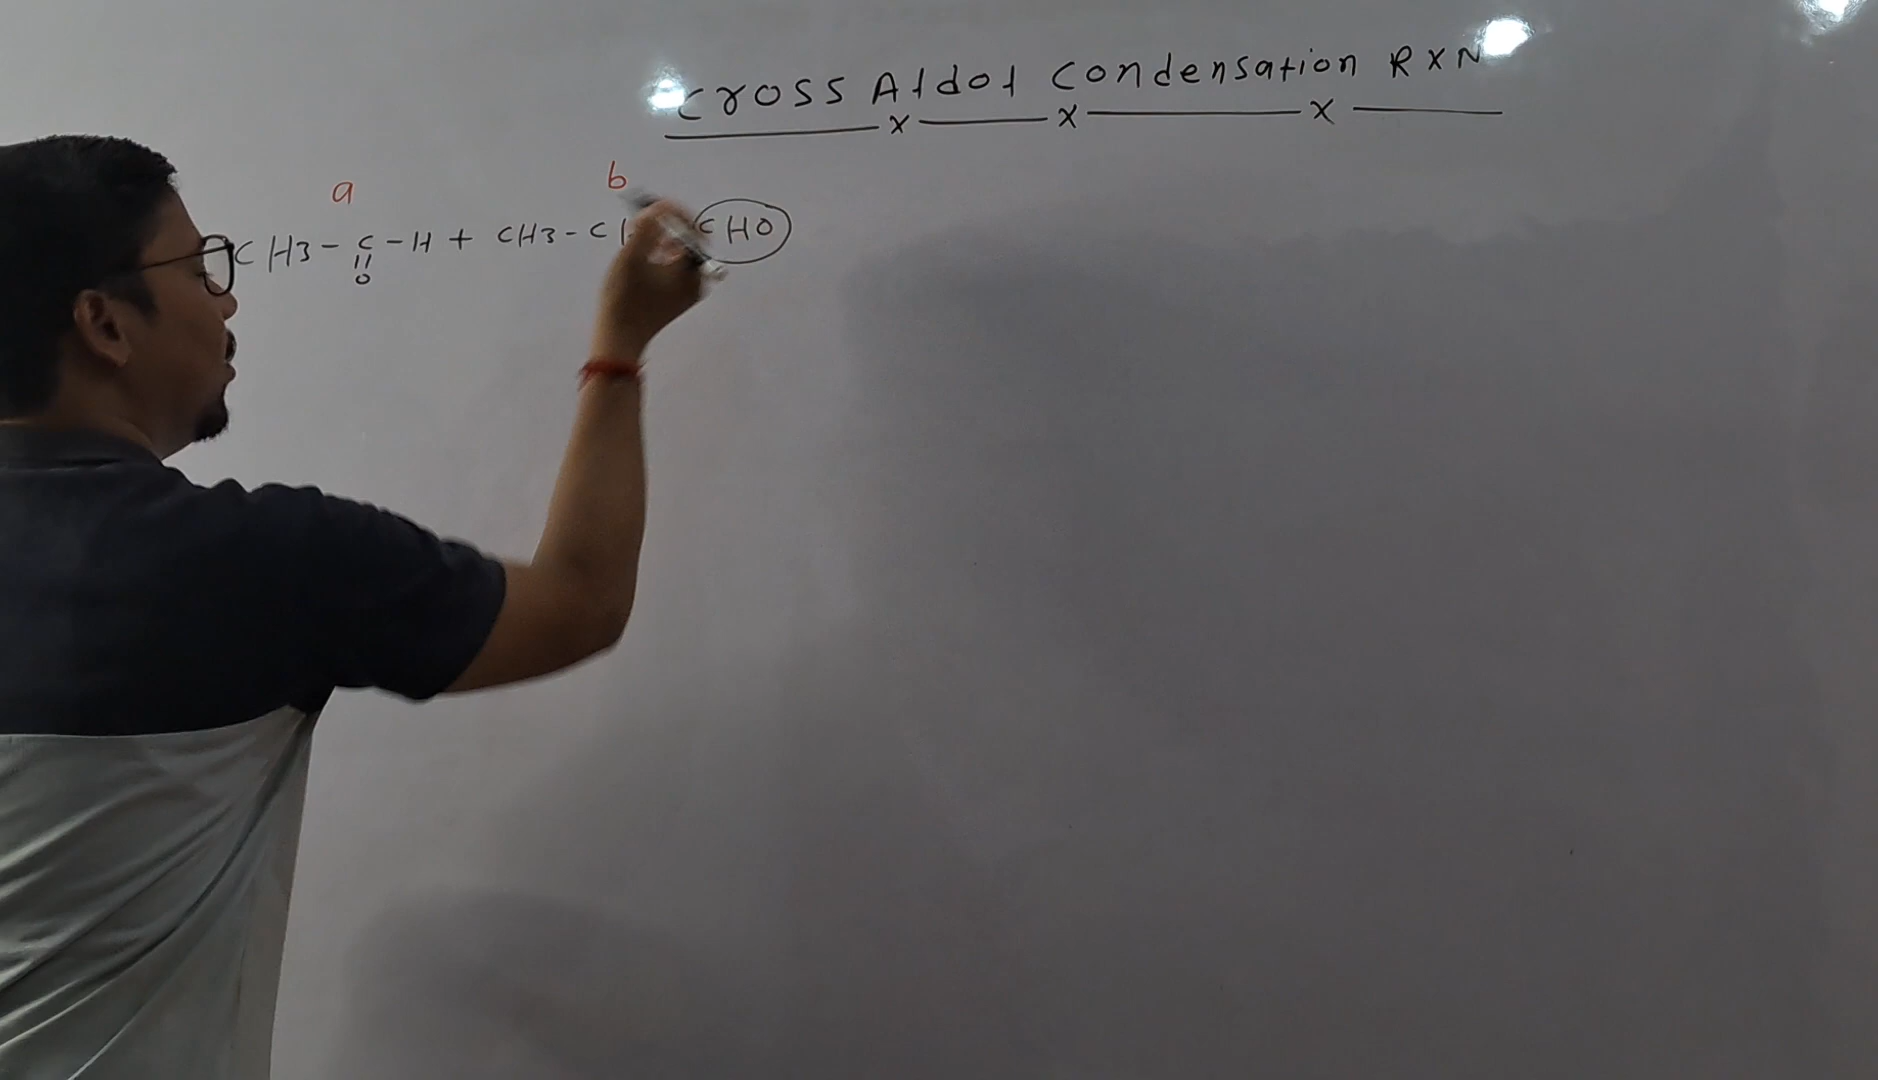 Cross Aldol Condensation RXN
a b
CH3-C-H + CH3-C CHO
||
O